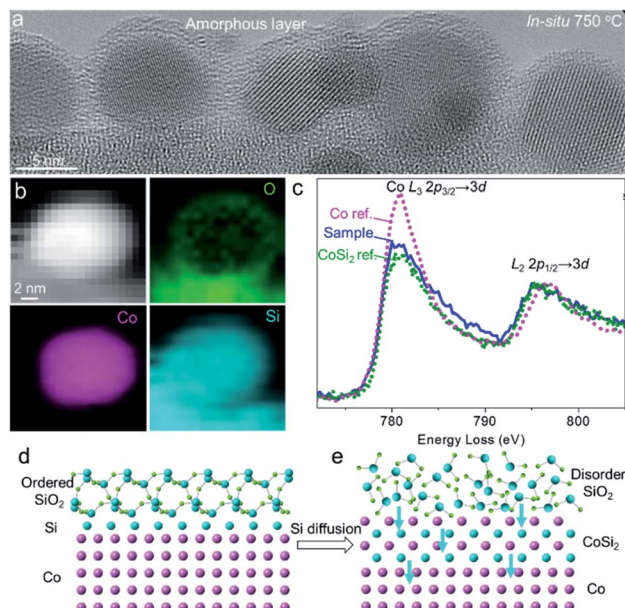 a
Amorphous layer
In-situ 750 °C
5 nm
b
O
2 nm
Co
Si
c
Co L3 2p3/2→3d
Co ref.
Sample
CoSi2 ref.
L2 2p1/2→3d
780
790
800
Energy Loss (eV)
d
Ordered
SiO2
Si
Co
Si diffusion
e
Disorder
SiO2
CoSi2
Co